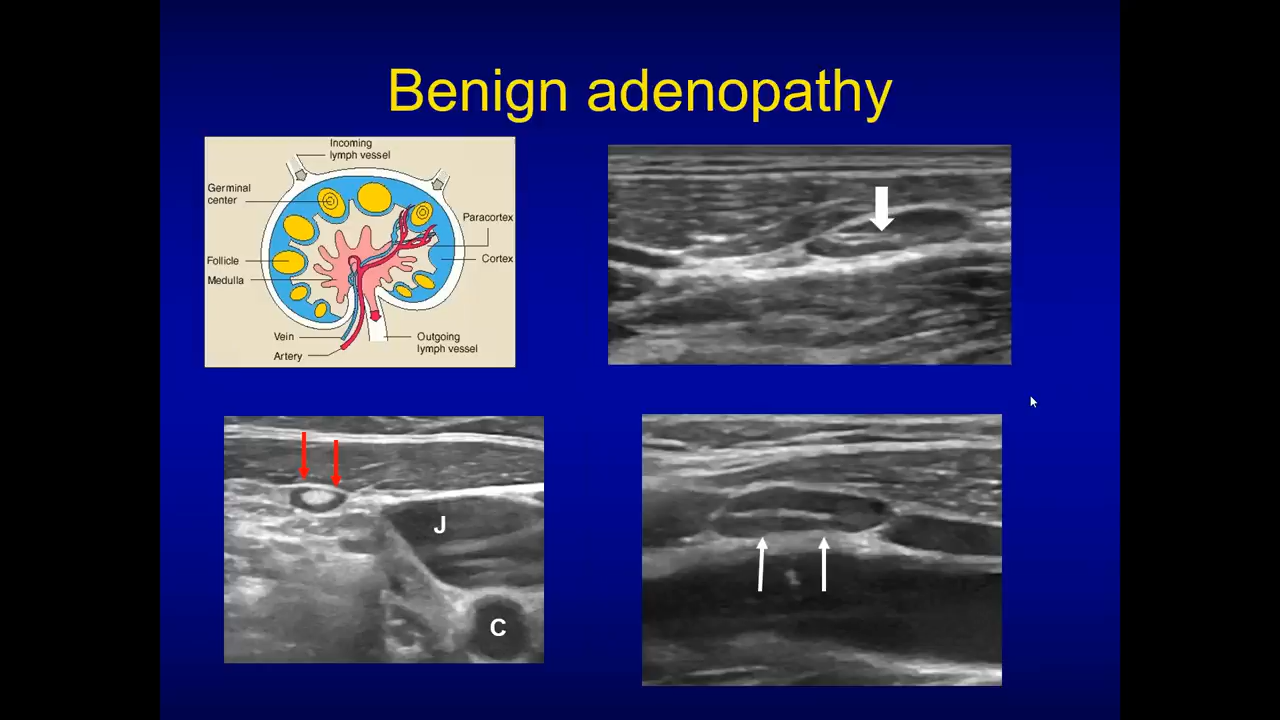 Benign adenopathy
Incoming
lymph vessel
Germinal
center
Paracortex
Follicle
Cortex
Medulla
Vein
Outgoing
lymph vessel
Artery
J
C